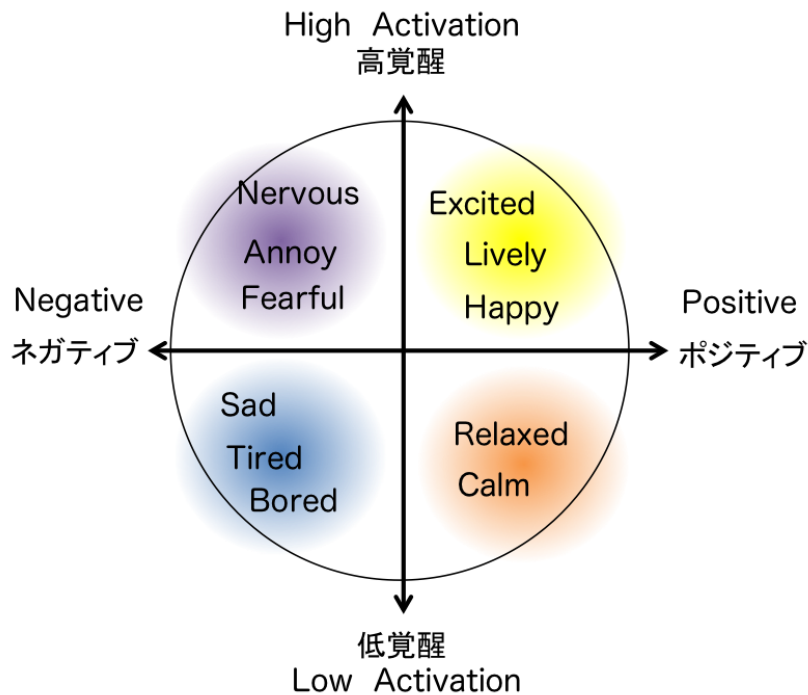 High Activation
高覚醒
Nervous
Annoy
Fearful
Excited
Lively
Happy
Negative
ネガティブ
Positive
ポジティブ
Sad
Tired
Bored
Relaxed
Calm
低覚醒
Low Activation